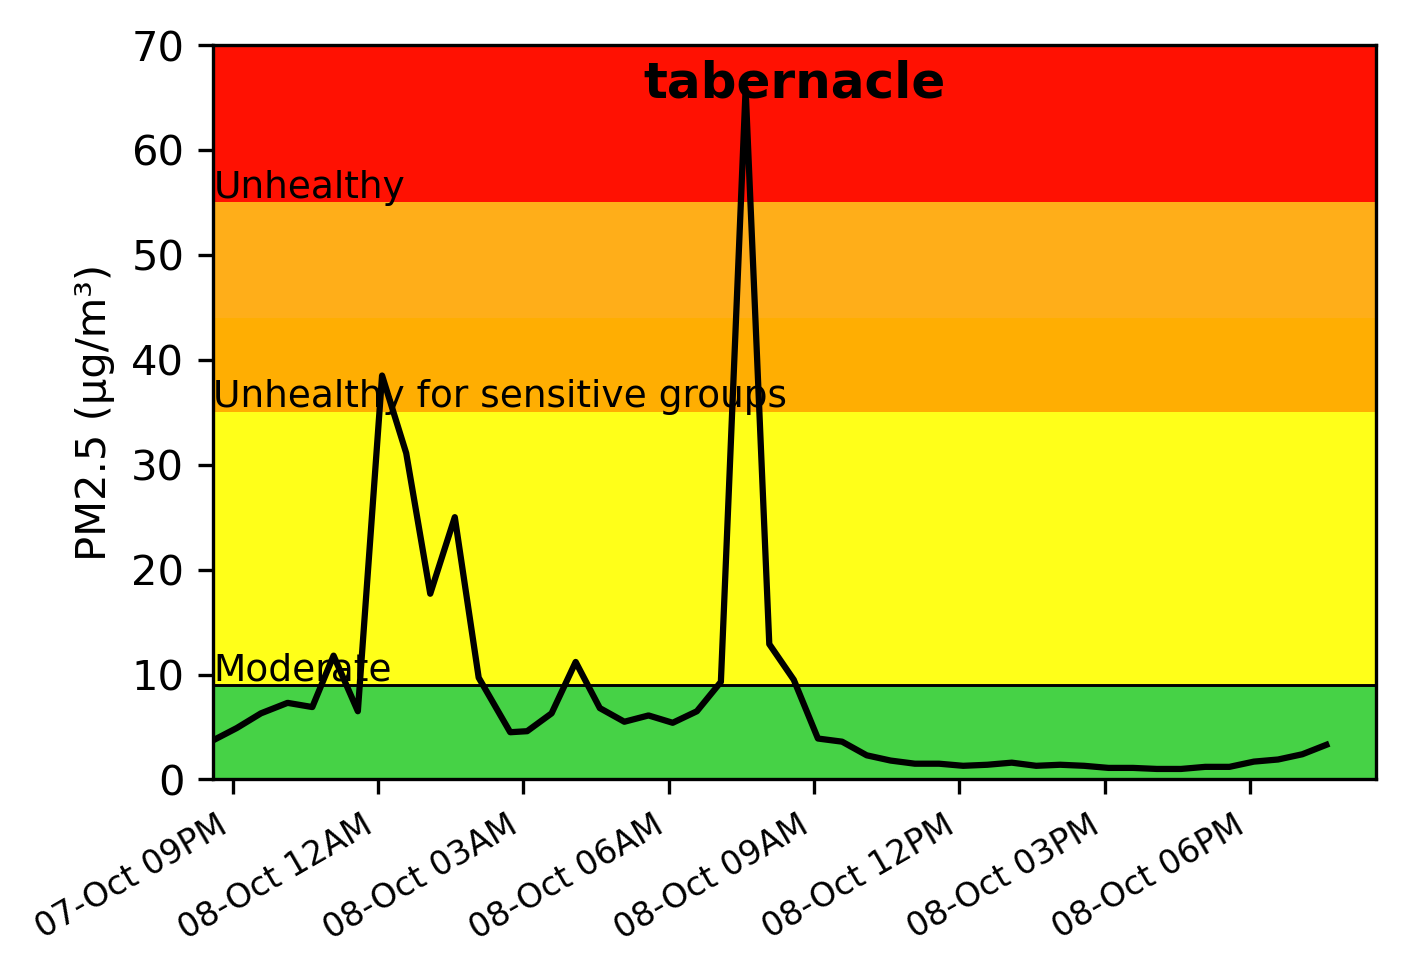 tabernacle
PM2.5 (µg/m³)
70
60
50
40
30
20
10
0
Unhealthy
Unhealthy for sensitive groups
Moderate
07-Oct 09PM
08-Oct 12AM
08-Oct 03AM
08-Oct 06AM
08-Oct 09AM
08-Oct 12PM
08-Oct 03PM
08-Oct 06PM